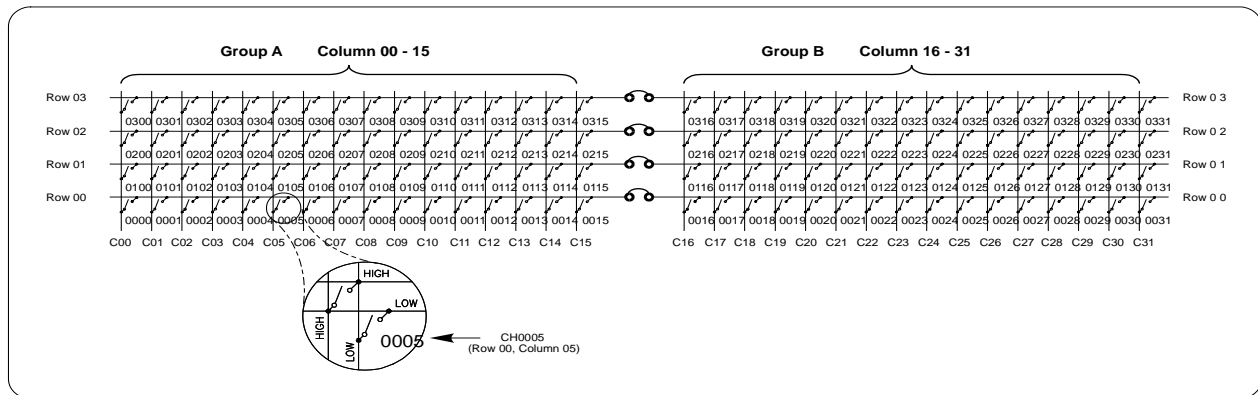 Group A Column 00 - 15 Group B Column 16 - 31
Row 03 Row 0 3
0300 0301 0302 0303 0304 0305 0306 0307 0308 0309 0310 0311 0312 0313 0314 0315 0316 0317 0318 0319 0320 0321 0322 0323 0324 0325 0326 0327 0328 0329 0330 0331
Row 02 Row 0 2
0200 0201 0202 0203 0204 0205 0206 0207 0208 0209 0210 0211 0212 0213 0214 0215 0216 0217 0218 0219 0220 0221 0222 0223 0224 0225 0226 0227 0228 0229 0230 0231
Row 01 Row 0 1
0100 0101 0102 0103 0104 0105 0106 0107 0108 0109 0110 0111 0112 0113 0114 0115 0116 0117 0118 0119 0120 0121 0122 0123 0124 0125 0126 0127 0128 0129 0130 0131
Row 00 Row 0 0
0000 0001 0002 0003 0004 0005 0006 0007 0008 0009 0010 0011 0012 0013 0014 0015 0016 0017 0018 0019 0020 0021 0022 0023 0024 0025 0026 0027 0028 0029 0030 0031
C00 C01 C02 C03 C04 C05 C06 C07 C08 C09 C10 C11 C12 C13 C14 C15 C16 C17 C18 C19 C20 C21 C22 C23 C24 C25 C26 C27 C28 C29 C30 C31
HIGH
LOW
HIGH
LOW
0005
CH0005
(Row 00, Column 05)